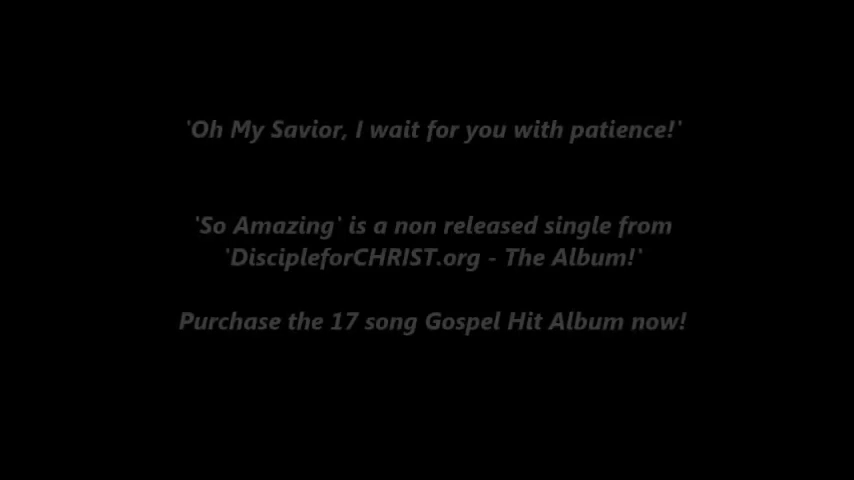 'Oh My Savior, I wait for you with patience!'
`So Amazing` is a non released single from
`DiscipleforCHRIST.org - The Album!`
Purchase the 17 song Gospel Hit Album now!